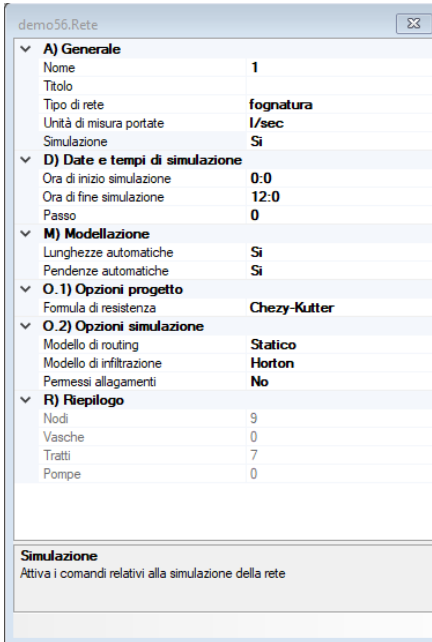 demo56.Rete
A) Generale
Nome 1
Titolo
Tipo di rete fognatura
Unità di misura portate l/sec
Simulazione Si
D) Date e tempi di simulazione
Ora di inizio simulazione 0:0
Ora di fine simulazione 12:0
Passo 0
M) Modellazione
Lunghezze automatiche Si
Pendenze automatiche Si
O.1) Opzioni progetto
Formula di resistenza Chezy-Kutter
O.2) Opzioni simulazione
Modello di routing Statico
Modello di infiltrazione Horton
Permessi allagamenti No
R) Riepilogo
Nodi 9
Vasche 0
Tratti 7
Pompe 0
Simulazione
Attiva i comandi relativi alla simulazione della rete